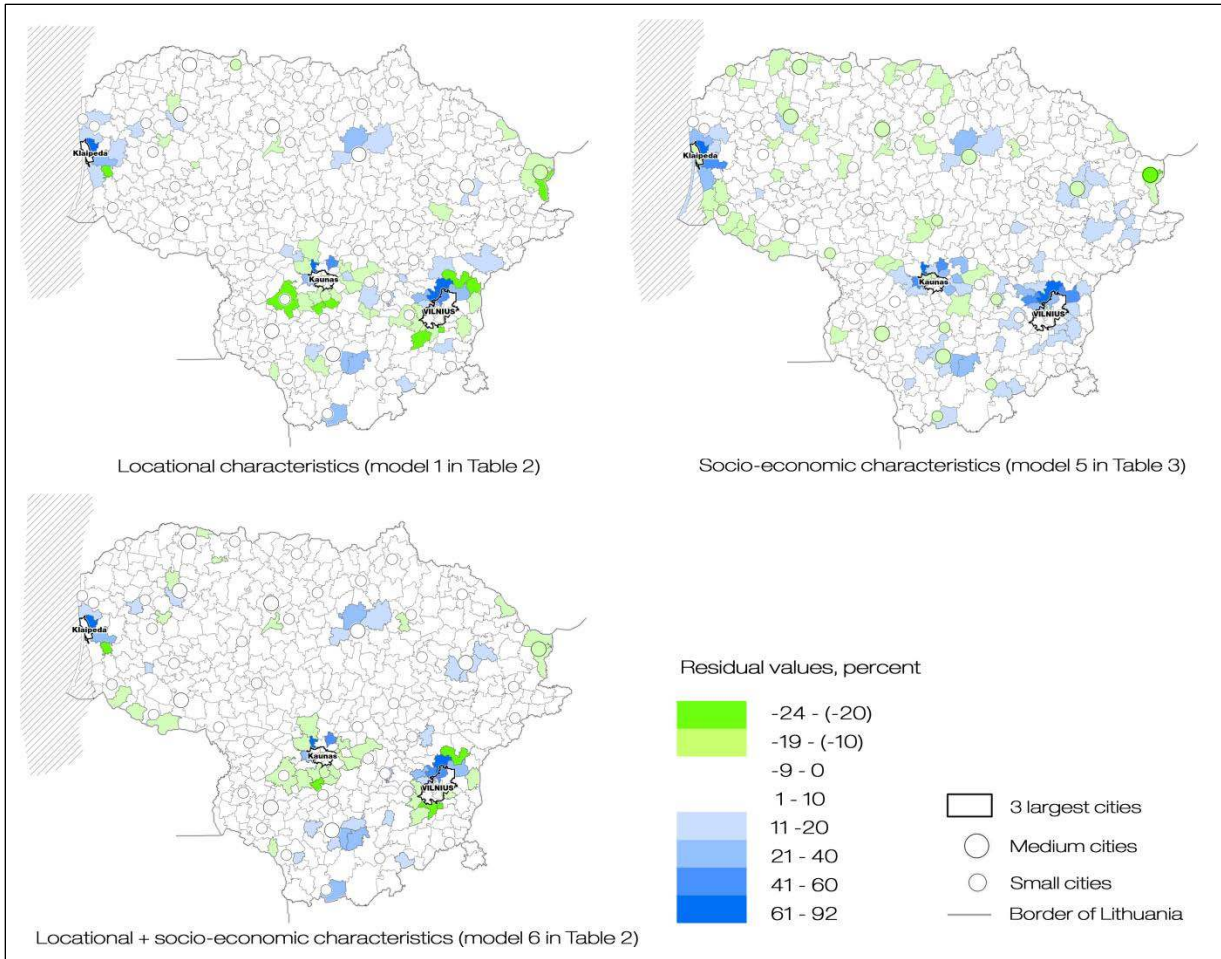 Klaipeda
Kaunas
VILNIUS
Locational characteristics (model 1 in Table 2)
Klaipeda
Kaunas
VILNIUS
Socio-economic characteristics (model 5 in Table 3)
Klaipeda
Kaunas
VILNIUS
Locational + socio-economic characteristics (model 6 in Table 2)
Residual values, percent
-24 - (-20)
-19 - (-10)
-9 - 0
1 - 10
11 -20
21 - 40
41 - 60
61 - 92
3 largest cities
Medium cities
Small cities
Border of Lithuania